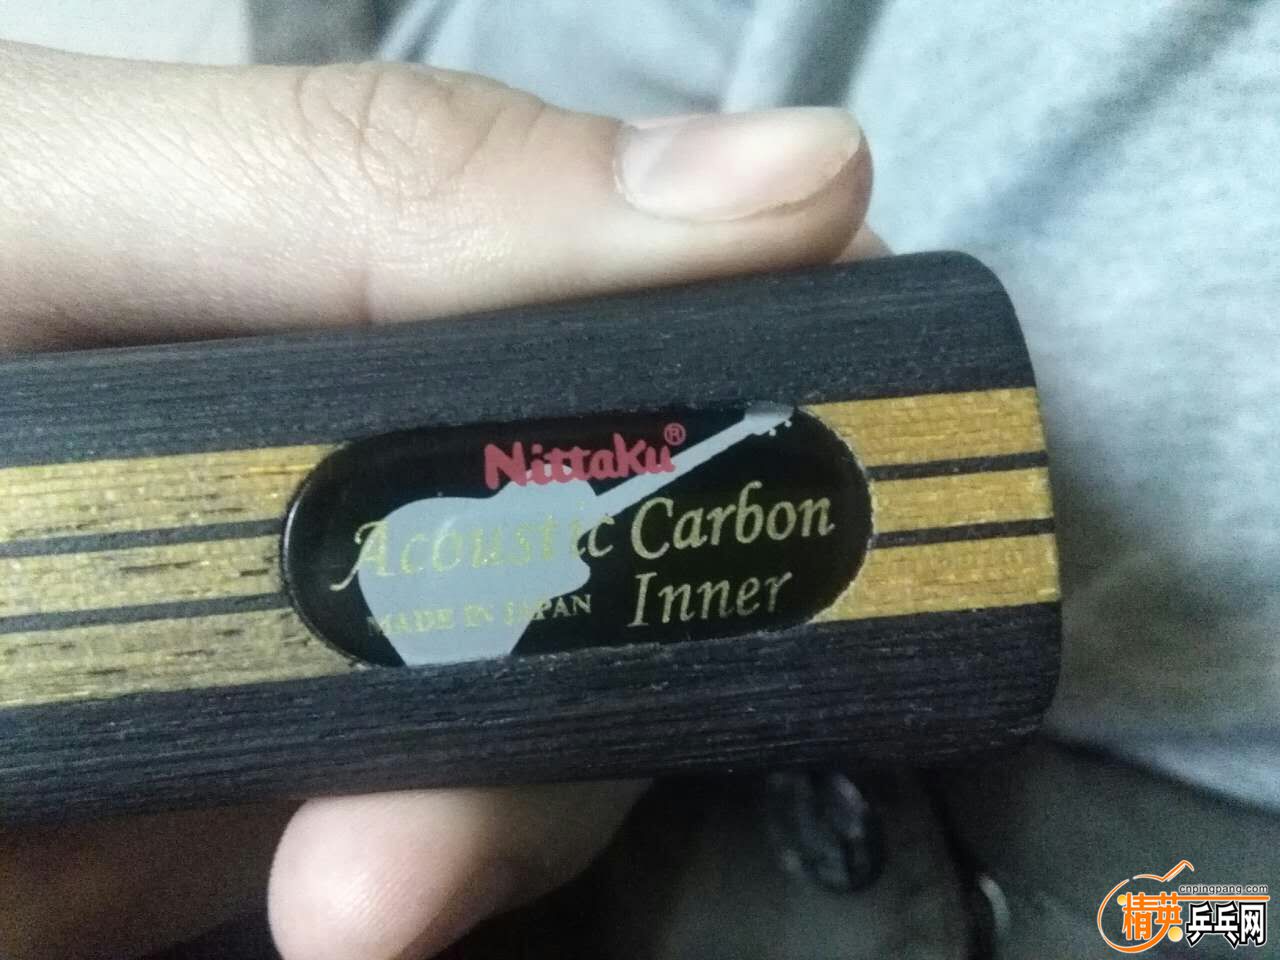 Nittaku®
Acoustic Carbon
MADE IN JAPAN Inner
cnpingpang.com
精英乒乓网